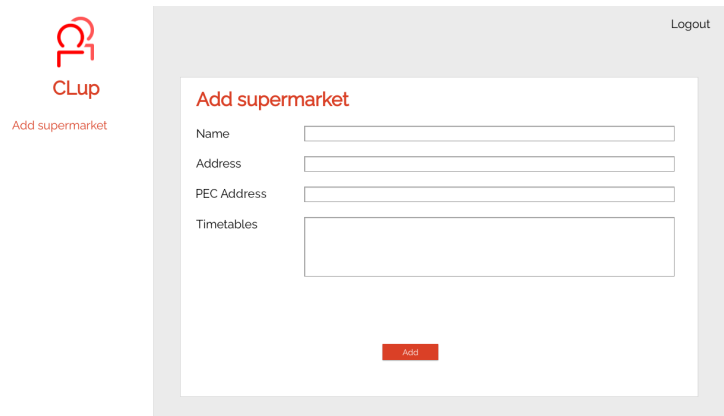 Logout
CLup
Add supermarket
Add supermarket
Name
Address
PEC Address
Timetables
Add